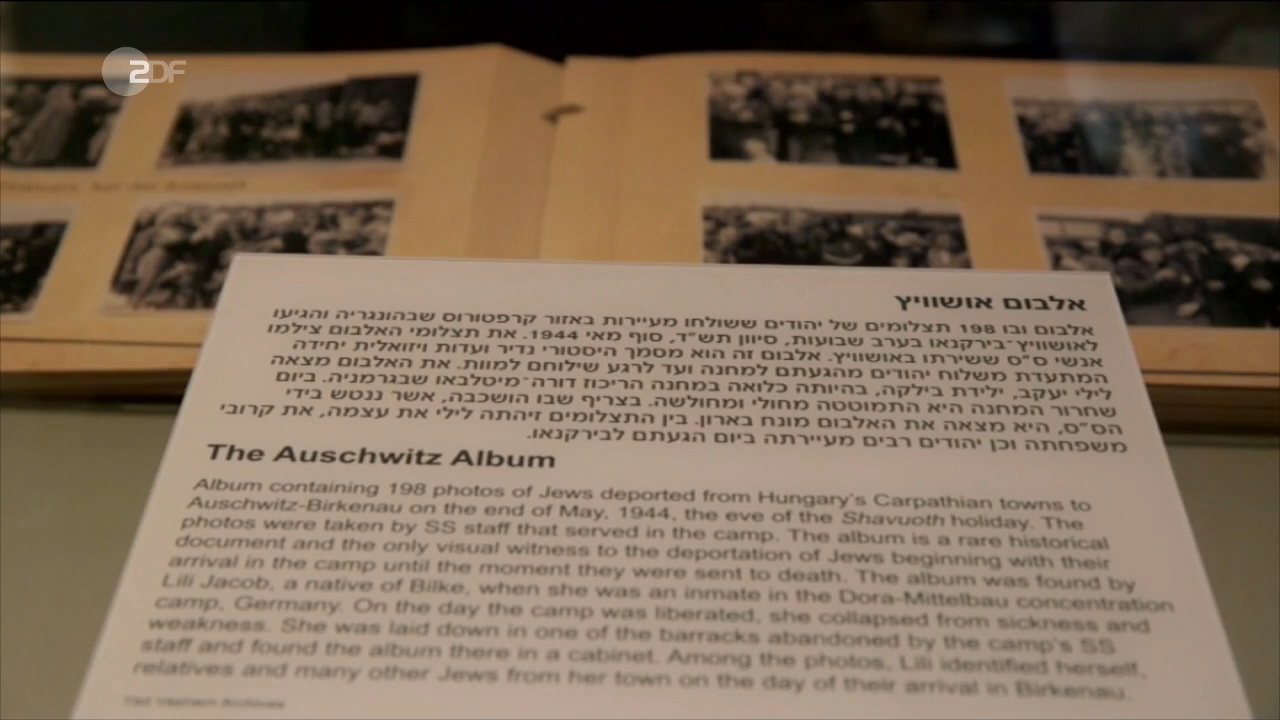 ZDF
אלבום אושוויץ
אלבום ובו 198 תצלומים של יהודים ששולחו מעיירות באזור קרפטורוס שבהונגריה והגיעו
לאושוויץ־בירקנאו בערב שבועות, סיוון תש"ד, סוף מאי 1944. את תצלומי האלבום צילמו
אנשי ס"ס ששירתו באושוויץ. אלבום זה הוא מסמך היסטורי נדיר ועדות ויזואלית יחידה
המתעדת משלוח יהודים מהגעתם למחנה ועד לרגע שילוחם למוות. את האלבום מצאה
לילי יעקב, ילידת בילקה, בהיותה כלואה במחנה הריכוז דורה־מיטלבאו שבגרמניה. ביום
שחרור המחנה היא התמוטטה מחולי ומחולשה. בצריף שבו הושכבה, אשר ננטש בידי
הס"ס, היא מצאה את האלבום מונח בארון. בין התצלומים זיהתה לילי את עצמה, את קרובי
משפחתה וכן יהודים רבים מעיירתה ביום הגעתם לבירקנאו.
The Auschwitz Album
Album containing 198 photos of Jews deported from Hungary's Carpathian towns to
Auschwitz-Birkenau on the end of May, 1944, the eve of the Shavuoth holiday. The
photos were taken by SS staff that served in the camp. The album is a rare historical
document and the only visual witness to the deportation of Jews beginning with their
arrival in the camp until the moment they were sent to death. The album was found by
Lili Jacob, a native of Bilke, when she was an inmate in the Dora-Mittelbau concentration
camp, Germany. On the day the camp was liberated, she collapsed from sickness and
weakness. She was laid down in one of the barracks abandoned by the camp's SS
staff and found the album there in a cabinet. Among the photos, Lili identified herself,
relatives and many other Jews from her town on the day of their arrival in Birkenau.
Yad Vashem Archives